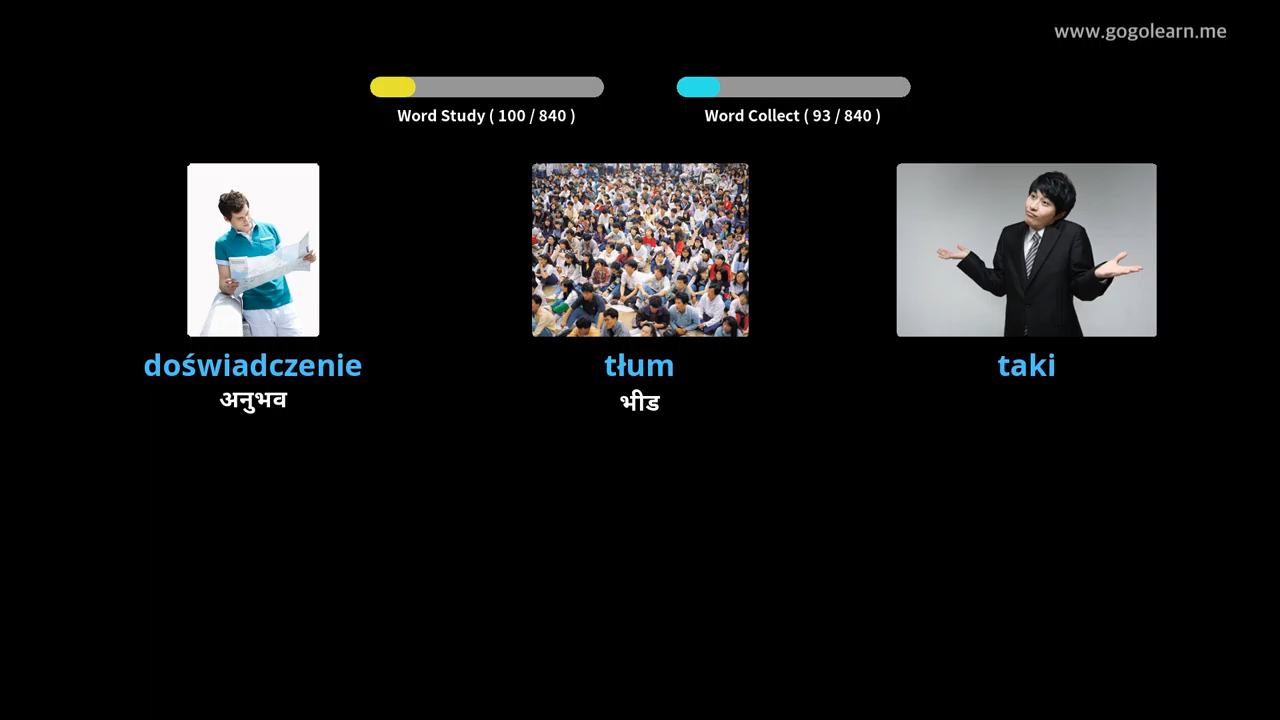 www.gogolearn.me
Word Study ( 100 / 840 )
Word Collect ( 93 / 840 )
doświadczenie
अनुभव
tłum
भीड
taki